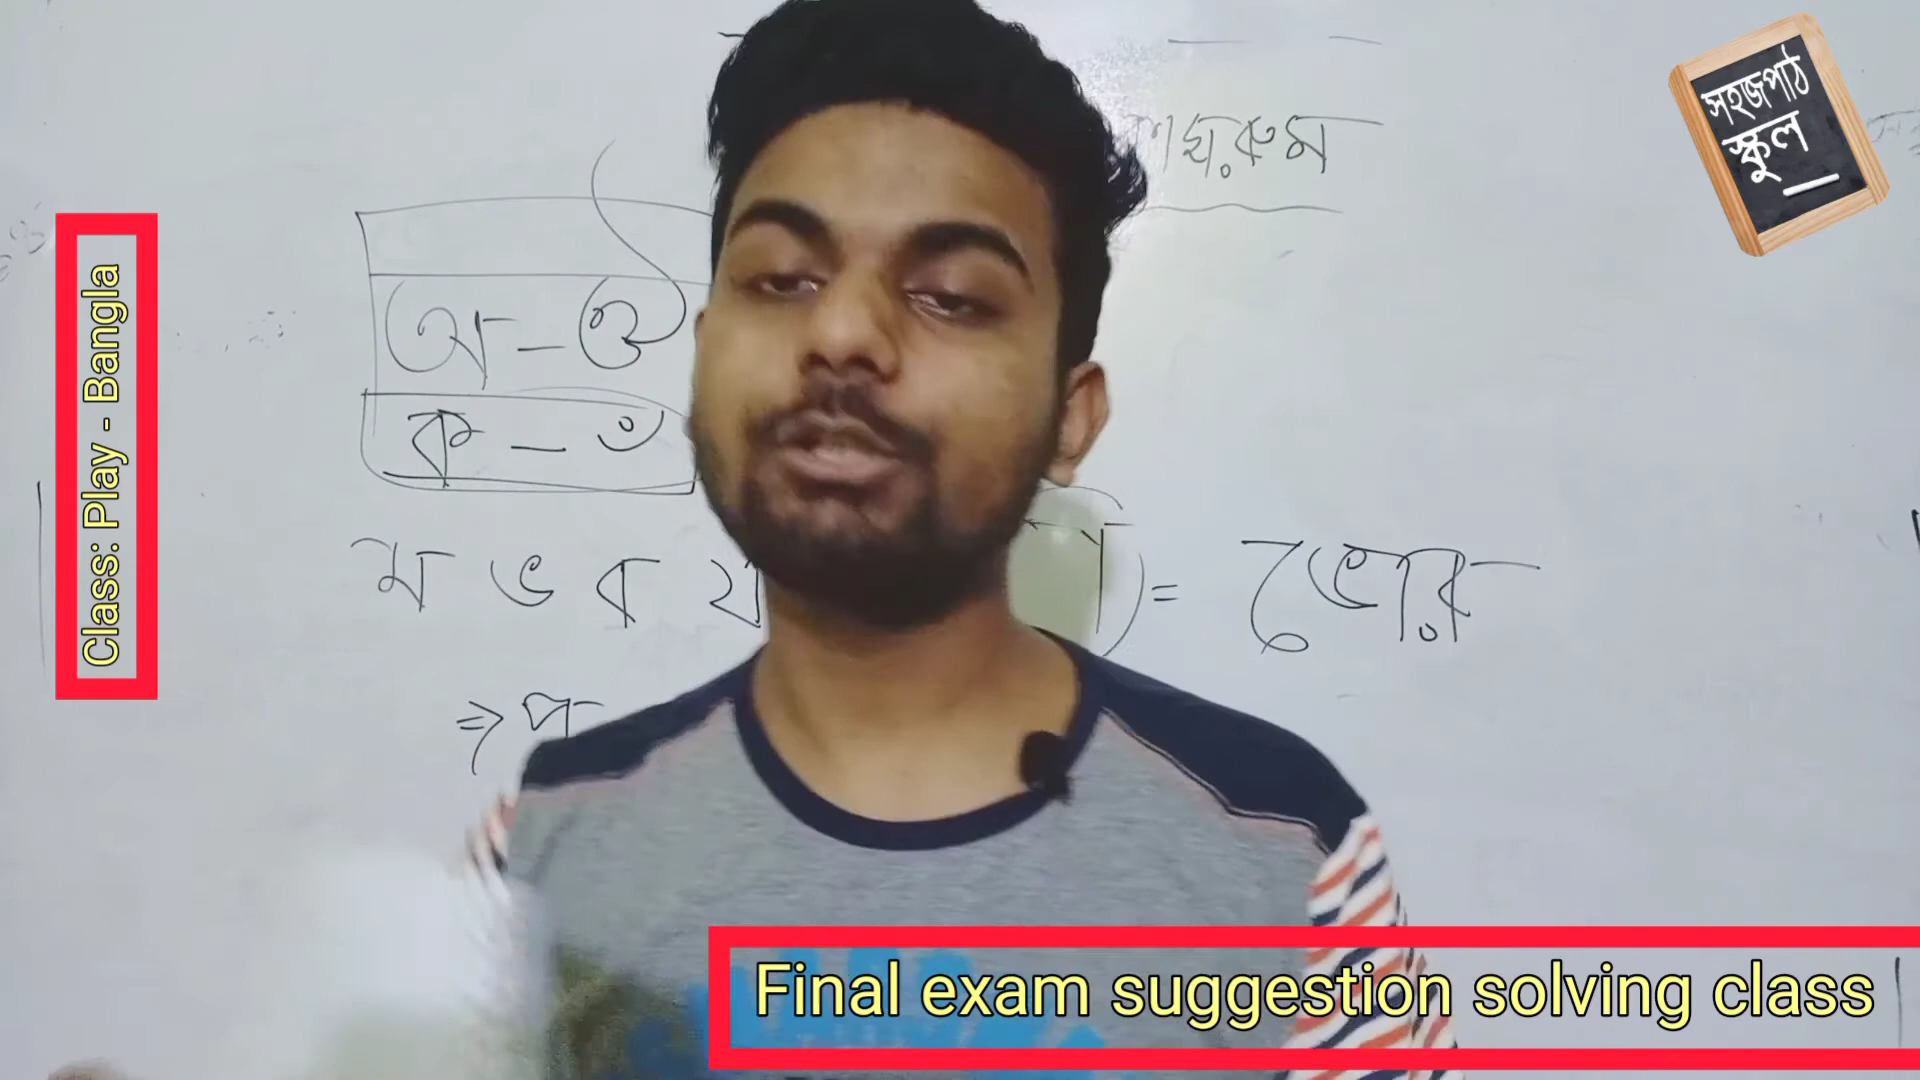 সহজপাঠ
স্কুল
অ - ঔ
ক - ঁ
ম ভ র য
= ভোর
⇒ প
Class: Play - Bangla
Final exam suggestion solving class